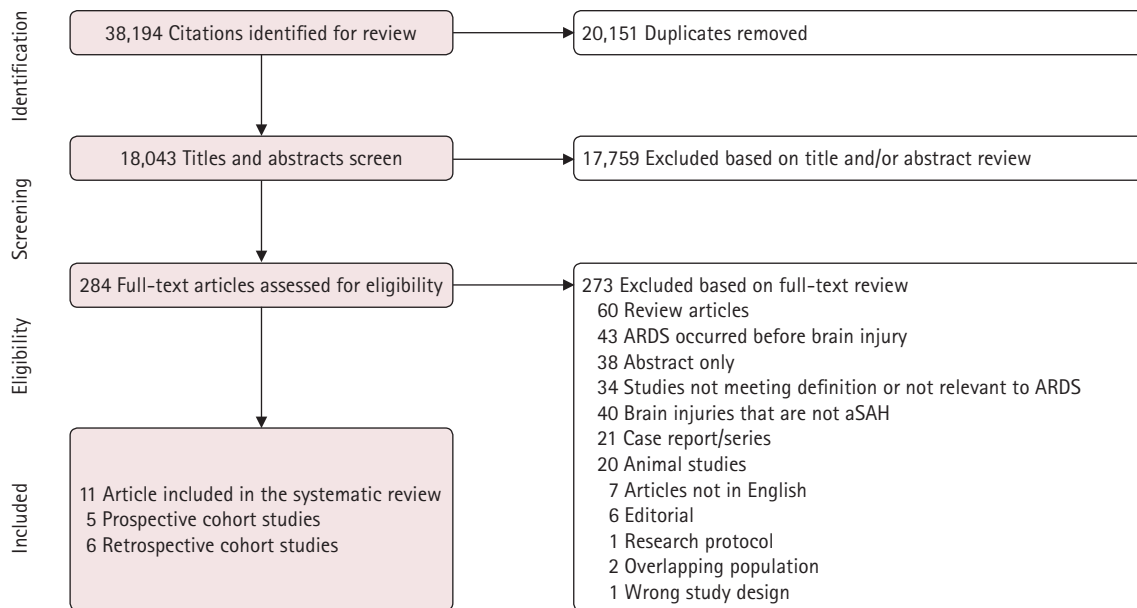 Identification
38,194 Citations identified for review
20,151 Duplicates removed
Screening
18,043 Titles and abstracts screen
17,759 Excluded based on title and/or abstract review
Eligibility
284 Full-text articles assessed for eligibility
273 Excluded based on full-text review
60 Review articles
43 ARDS occurred before brain injury
38 Abstract only
34 Studies not meeting definition or not relevant to ARDS
40 Brain injuries that are not aSAH
21 Case report/series
20 Animal studies
7 Articles not in English
6 Editorial
1 Research protocol
2 Overlapping population
1 Wrong study design
Included
11 Article included in the systematic review
5 Prospective cohort studies
6 Retrospective cohort studies